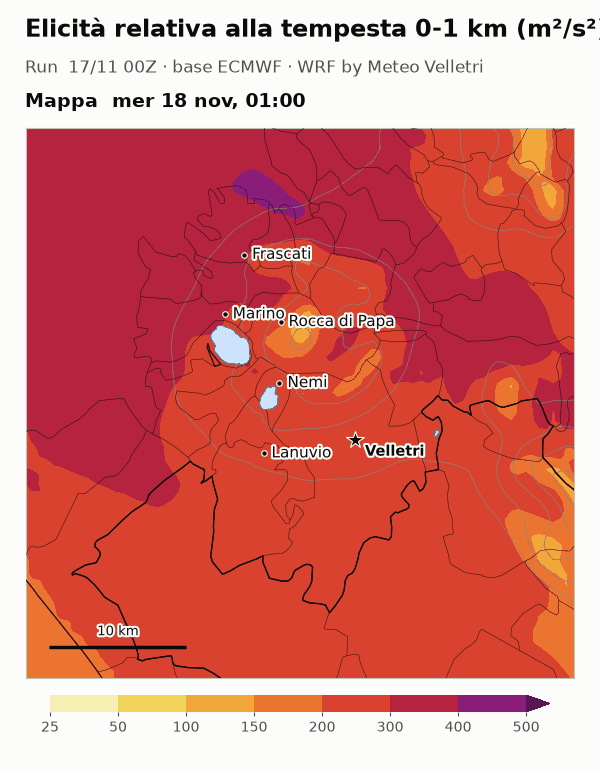 Elicità relativa alla tempesta 0-1 km (m²/s²)
Run 17/11 00Z · base ECMWF · WRF by Meteo Velletri
Mappa mer 18 nov, 01:00
Frascati
Marino
Rocca di Papa
Nemi
Velletri
Lanuvio
10 km
25 50 100 150 200 300 400 500